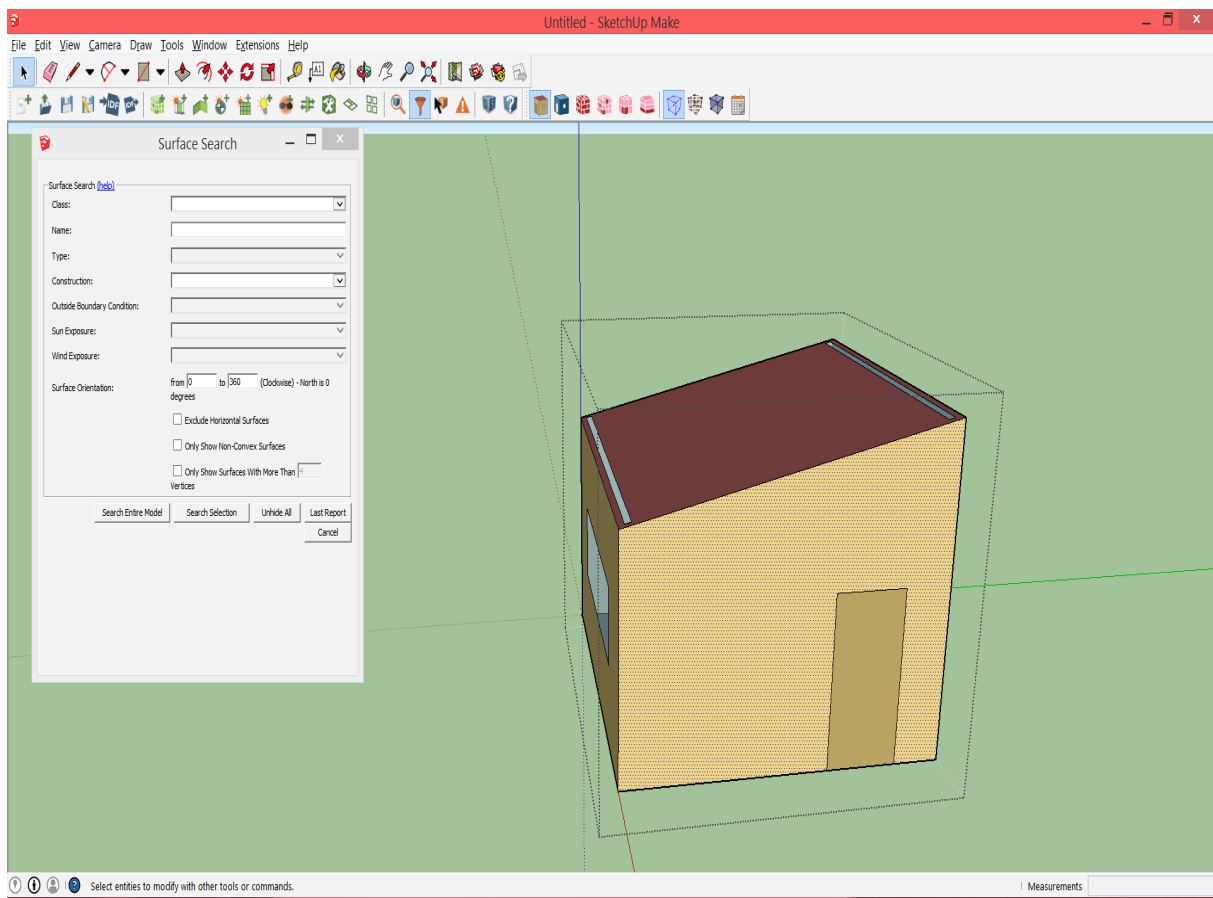 Untitled - SketchUp Make
File Edit View Camera Draw Tools Window Extensions Help
A1
IDF
Surface Search
Surface Search (help)
Class:
Name:
Type:
Construction:
Outside Boundary Condition:
Sun Exposure:
Wind Exposure:
Surface Orientation: from 0 to 360 (Clockwise) - North is 0
degrees
Exclude Horizontal Surfaces
Only Show Non-Convex Surfaces
Only Show Surfaces With More Than 4
Vertices
Search Entire Model Search Selection Unhide All Last Report
Cancel
Select entities to modify with other tools or commands.
Measurements